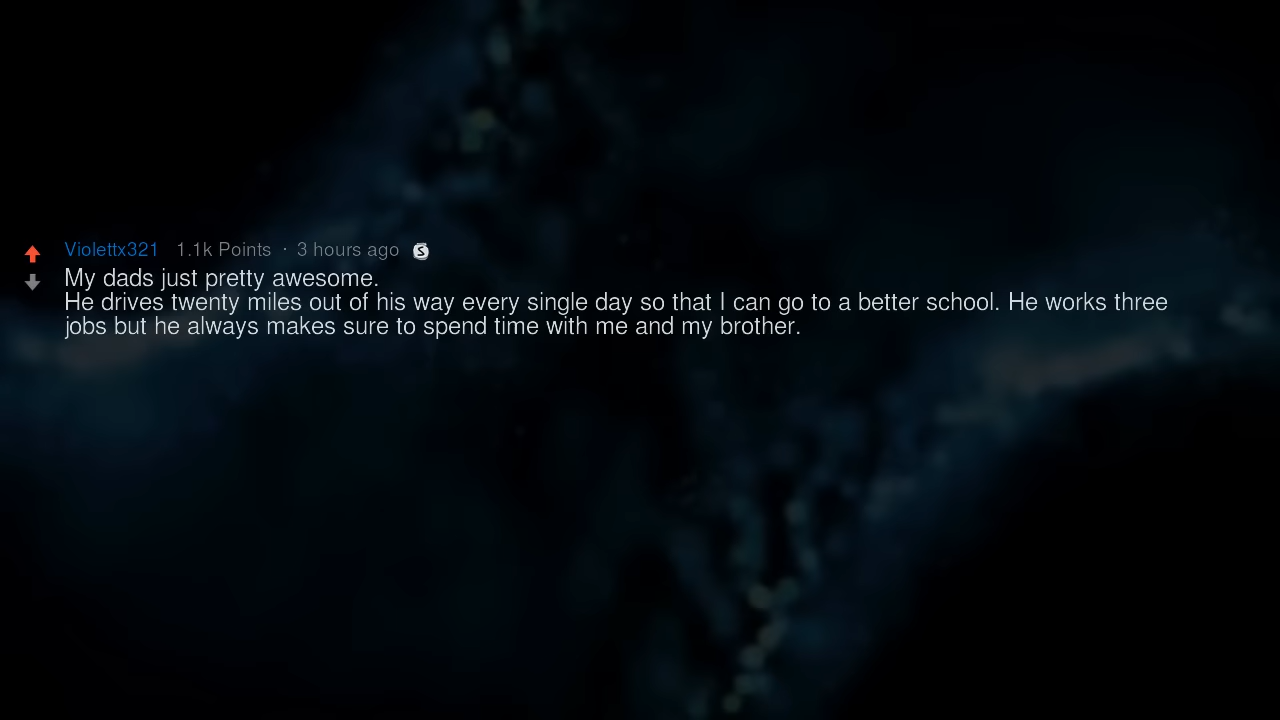 Violettx321 1.1k Points · 3 hours ago S
My dads just pretty awesome.
He drives twenty miles out of his way every single day so that I can go to a better school. He works three
jobs but he always makes sure to spend time with me and my brother.